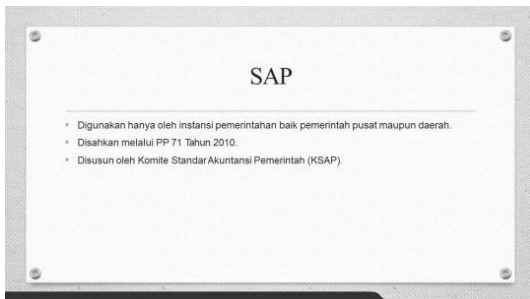 SAP
• Digunakan hanya oleh instansi pemerintahan baik pemerintah pusat maupun daerah.
• Disahkan melalui PP 71 Tahun 2010.
• Disusun oleh Komite Standar Akuntansi Pemerintah (KSAP).